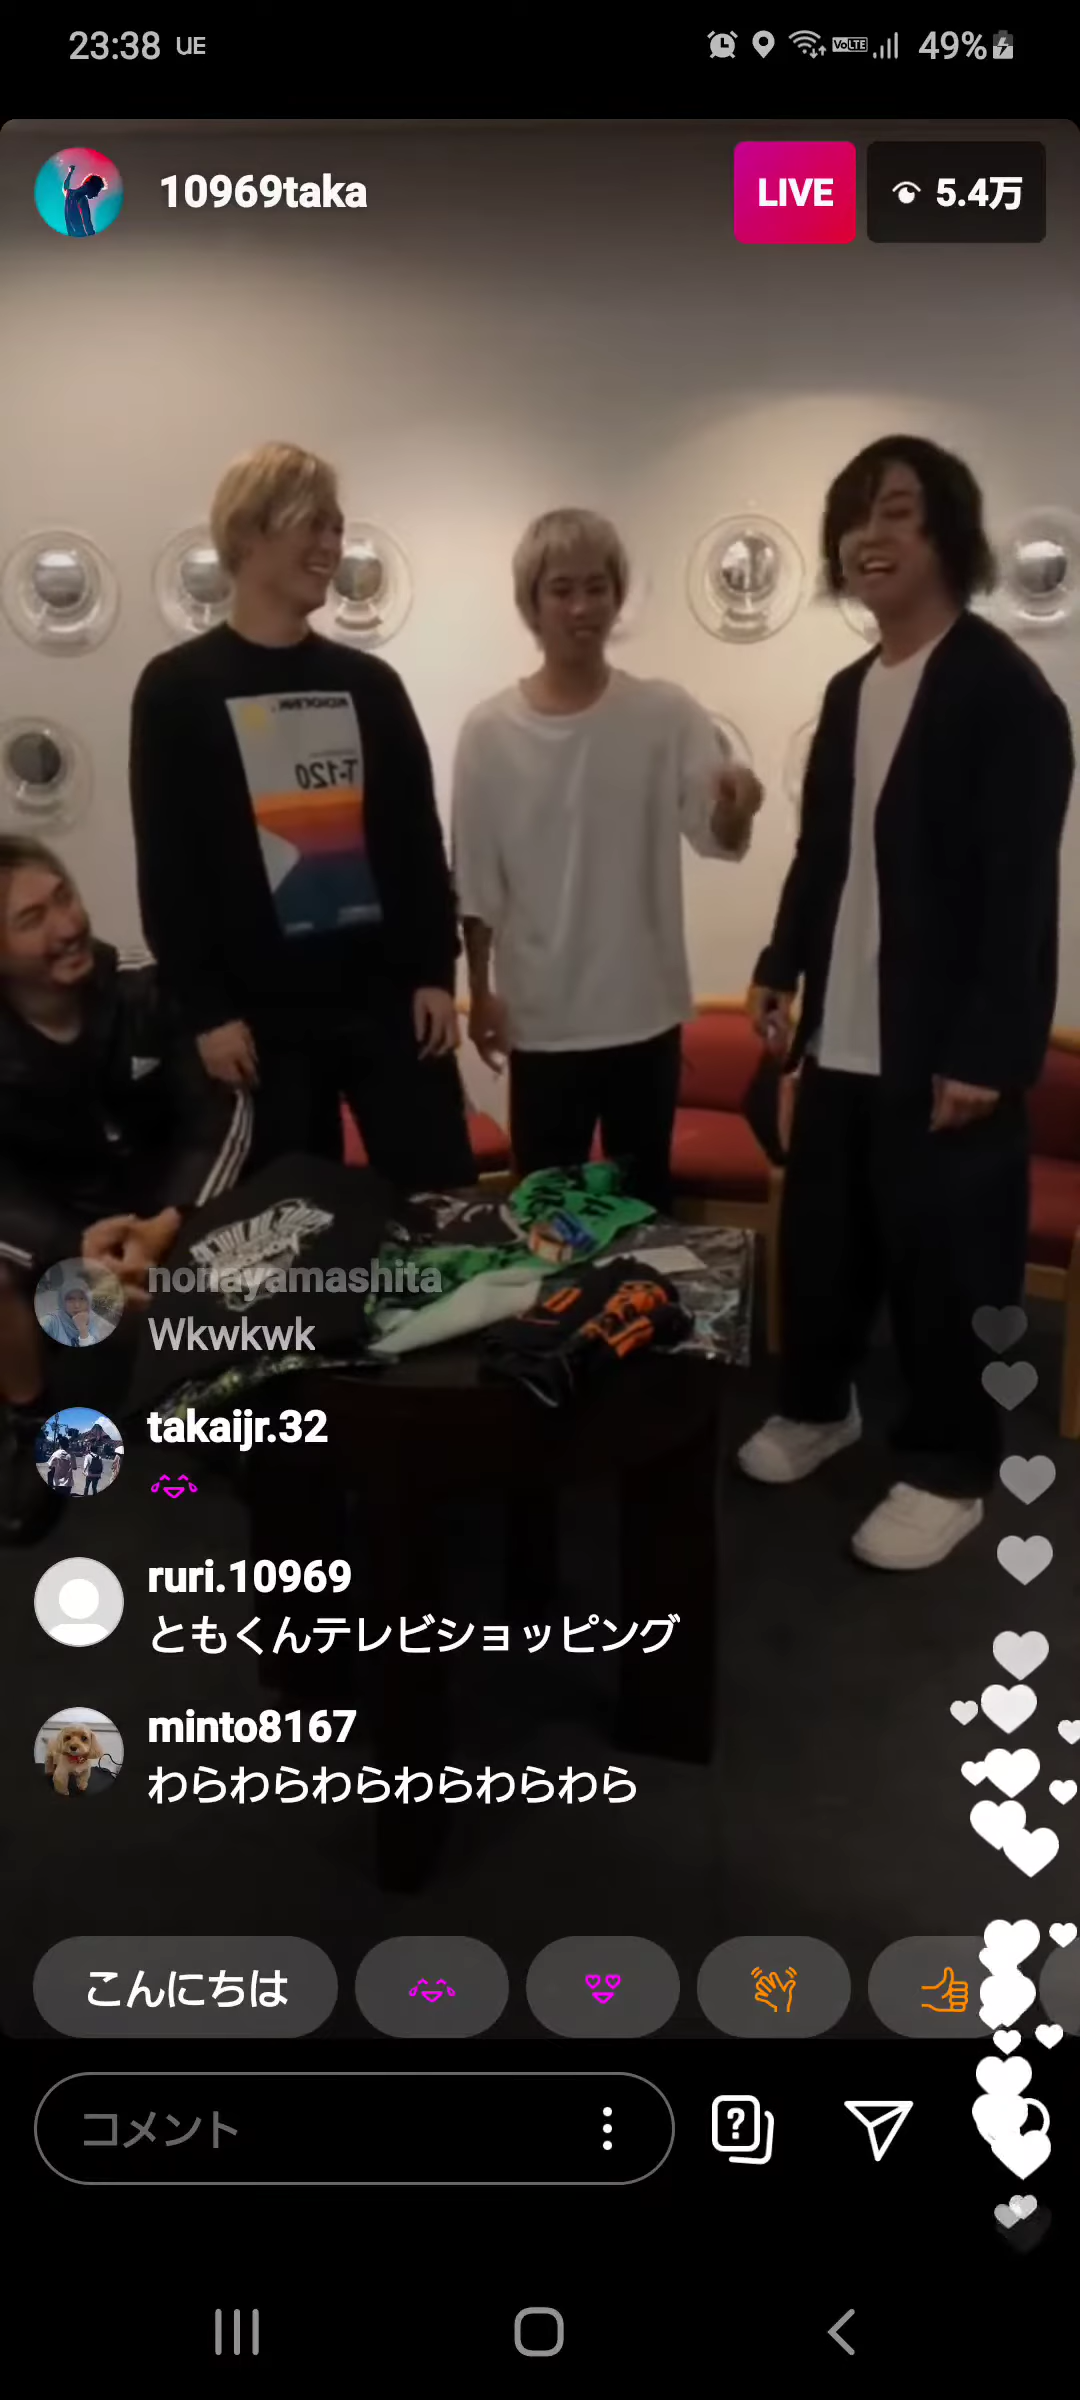 23:38 UE
VoLTE 49%
10969taka
LIVE
5.4万
T-120
nonayamashita
Wkwkwk
takaijr.32
ruri.10969
ともくんテレビショッピング
minto8167
わらわらわらわらわらわら
こんにちは
コメント